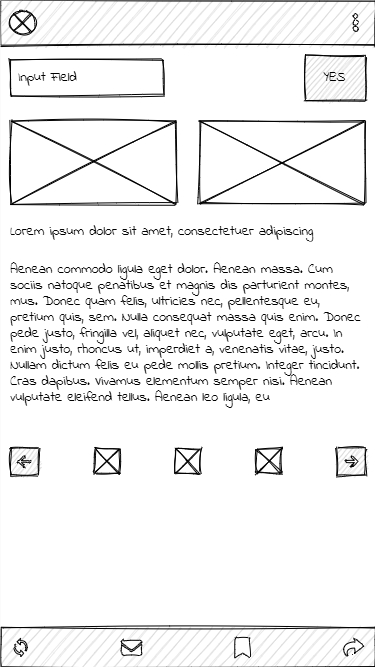 Input Field
YES
Lorem ipsum dolor sit amet, consectetuer adipiscing
Aenean commodo ligula eget dolor. Aenean massa. Cum
sociis natoque penatibus et magnis dis parturient montes,
mus. Donec quam felis, ultricies nec, pellentesque eu,
pretium quis, sem. Nulla consequat massa quis enim. Donec
pede justo, fringilla vel, aliquet nec, vulputate eget, arcu. In
enim justo, rhoncus ut, imperdiet a, venenatis vitae, justo.
Nullam dictum felis eu pede mollis pretium. Integer tincidunt.
Cras dapibus. Vivamus elementum semper nisi. Aenean
vulputate eleifend tellus. Aenean leo ligula, eu